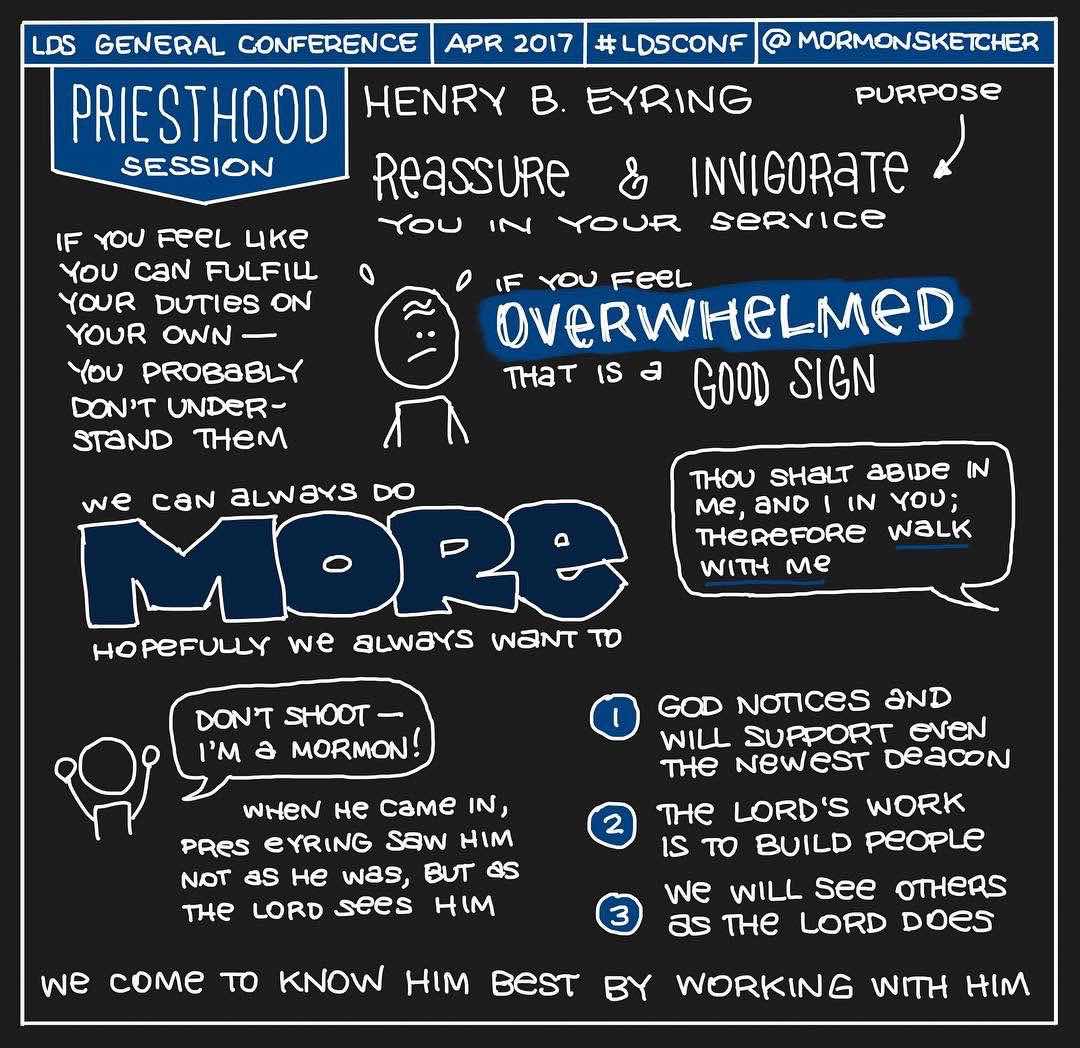 LDS GENERAL CONFERENCE
APR 2017
#LDSCONF
@MORMONSKETCHER
PRIESTHOOD
SESSION
HENRY B. EYRING
PURPOSE
REASSURE & INVIGORATE
YOU IN YOUR SERVICE
IF YOU FEEL LIKE
YOU CAN FULFILL
YOUR DUTIES ON
YOUR OWN —
YOU PROBABLY
DON'T UNDER-
STAND THEM
IF YOU FEEL
OVERWHELMED
THAT IS A GOOD SIGN
WE CAN ALWAYS DO
MORE
HOPEFULLY WE ALWAYS WANT TO
THOU SHALT ABIDE IN
ME, AND I IN YOU;
THEREFORE WALK
WITH ME
DON'T SHOOT —
I'M A MORMON!
WHEN HE CAME IN,
PRES EYRING SAW HIM
NOT AS HE WAS, BUT AS
THE LORD SEES HIM
1 GOD NOTICES AND
WILL SUPPORT EVEN
THE NEWEST DEACON
2 THE LORD'S WORK
IS TO BUILD PEOPLE
3 WE WILL SEE OTHERS
AS THE LORD DOES
WE COME TO KNOW HIM BEST BY WORKING WITH HIM